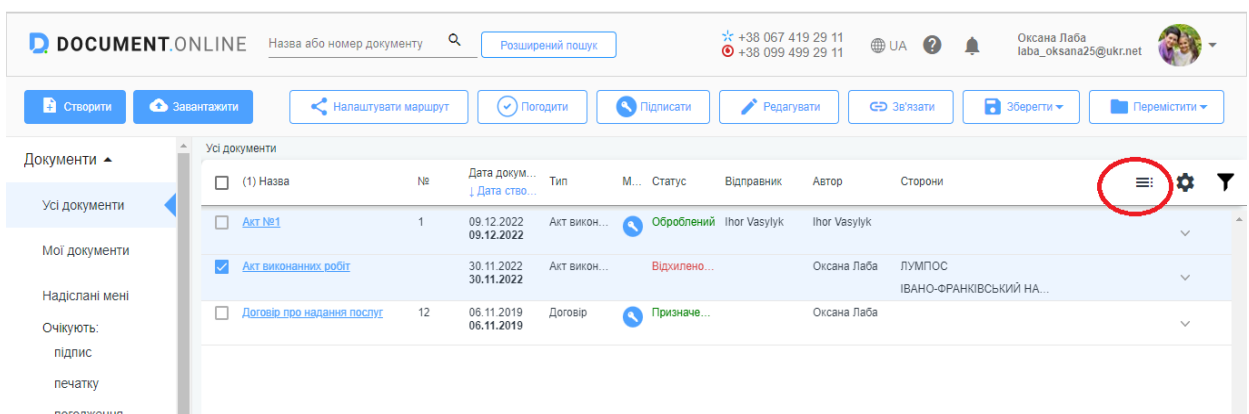 DOCUMENT.ONLINE
Назва або номер документу
Розширений пошук
+38 067 419 29 11
+38 099 499 29 11
UA
Оксана Лаба
laba_oksana25@ukr.net
Створити
Завантажити
Налаштувати маршрут
Погодити
Підписати
Редагувати
Зв'язати
Зберегти
Перемістити
Документи
Усі документи
Мої документи
Надіслані мені
Очікують:
підпис
печатку
погодження
Усі документи
(1) Назва № Дата докум... ↓ Дата ство... Тип М... Статус Відправник Автор Сторони
Акт №1 1 09.12.2022 Акт викон... Оброблений Ihor Vasylyk Ihor Vasylyk
09.12.2022
Акт виконанних робіт 30.11.2022 Акт викон... Відхилено... Оксана Лаба ЛУМПОС
30.11.2022 ІВАНО-ФРАНКІВСЬКИЙ НА...
Договір про надання послуг 12 06.11.2019 Договір Призначе... Оксана Лаба
06.11.2019